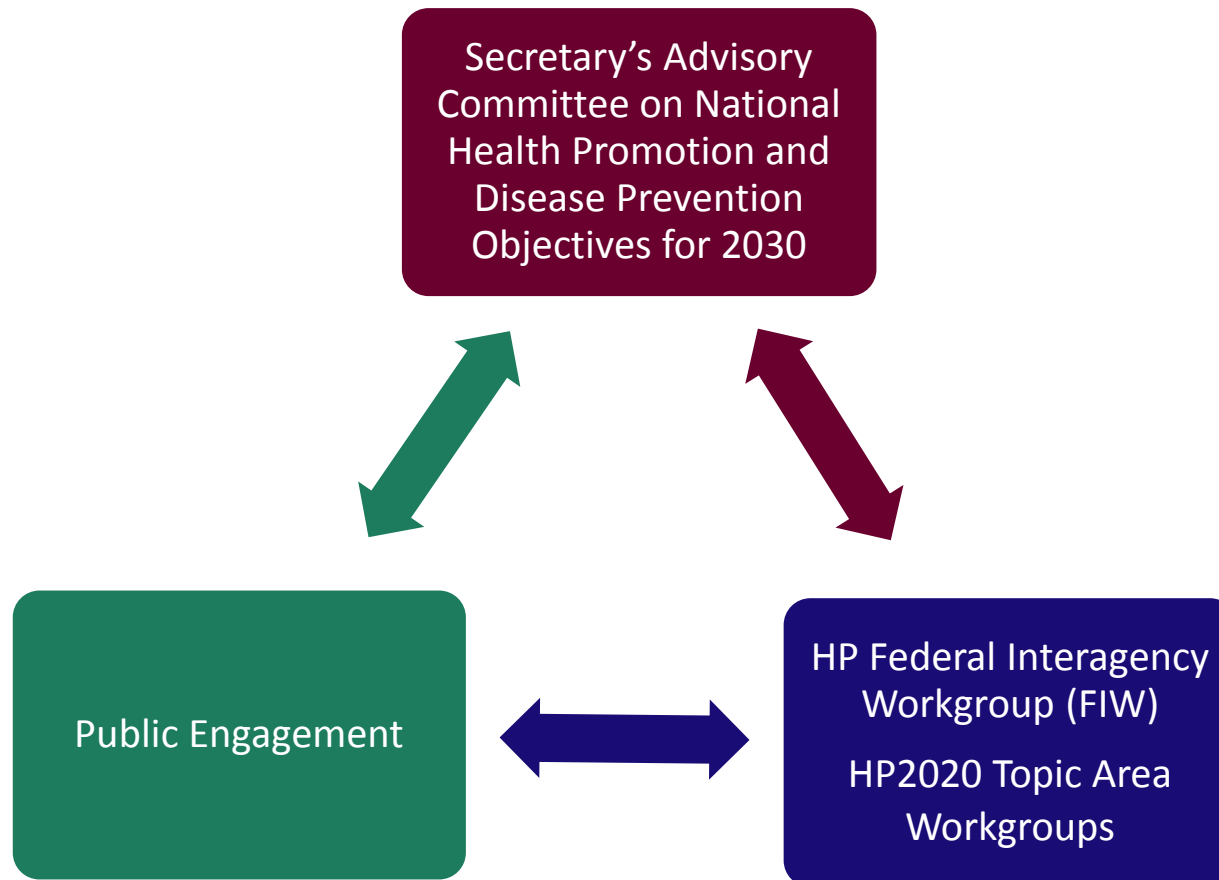 Secretary’s Advisory
Committee on National
Health Promotion and
Disease Prevention
Objectives for 2030
Public Engagement
HP Federal Interagency
Workgroup (FIW)
HP2020 Topic Area
Workgroups